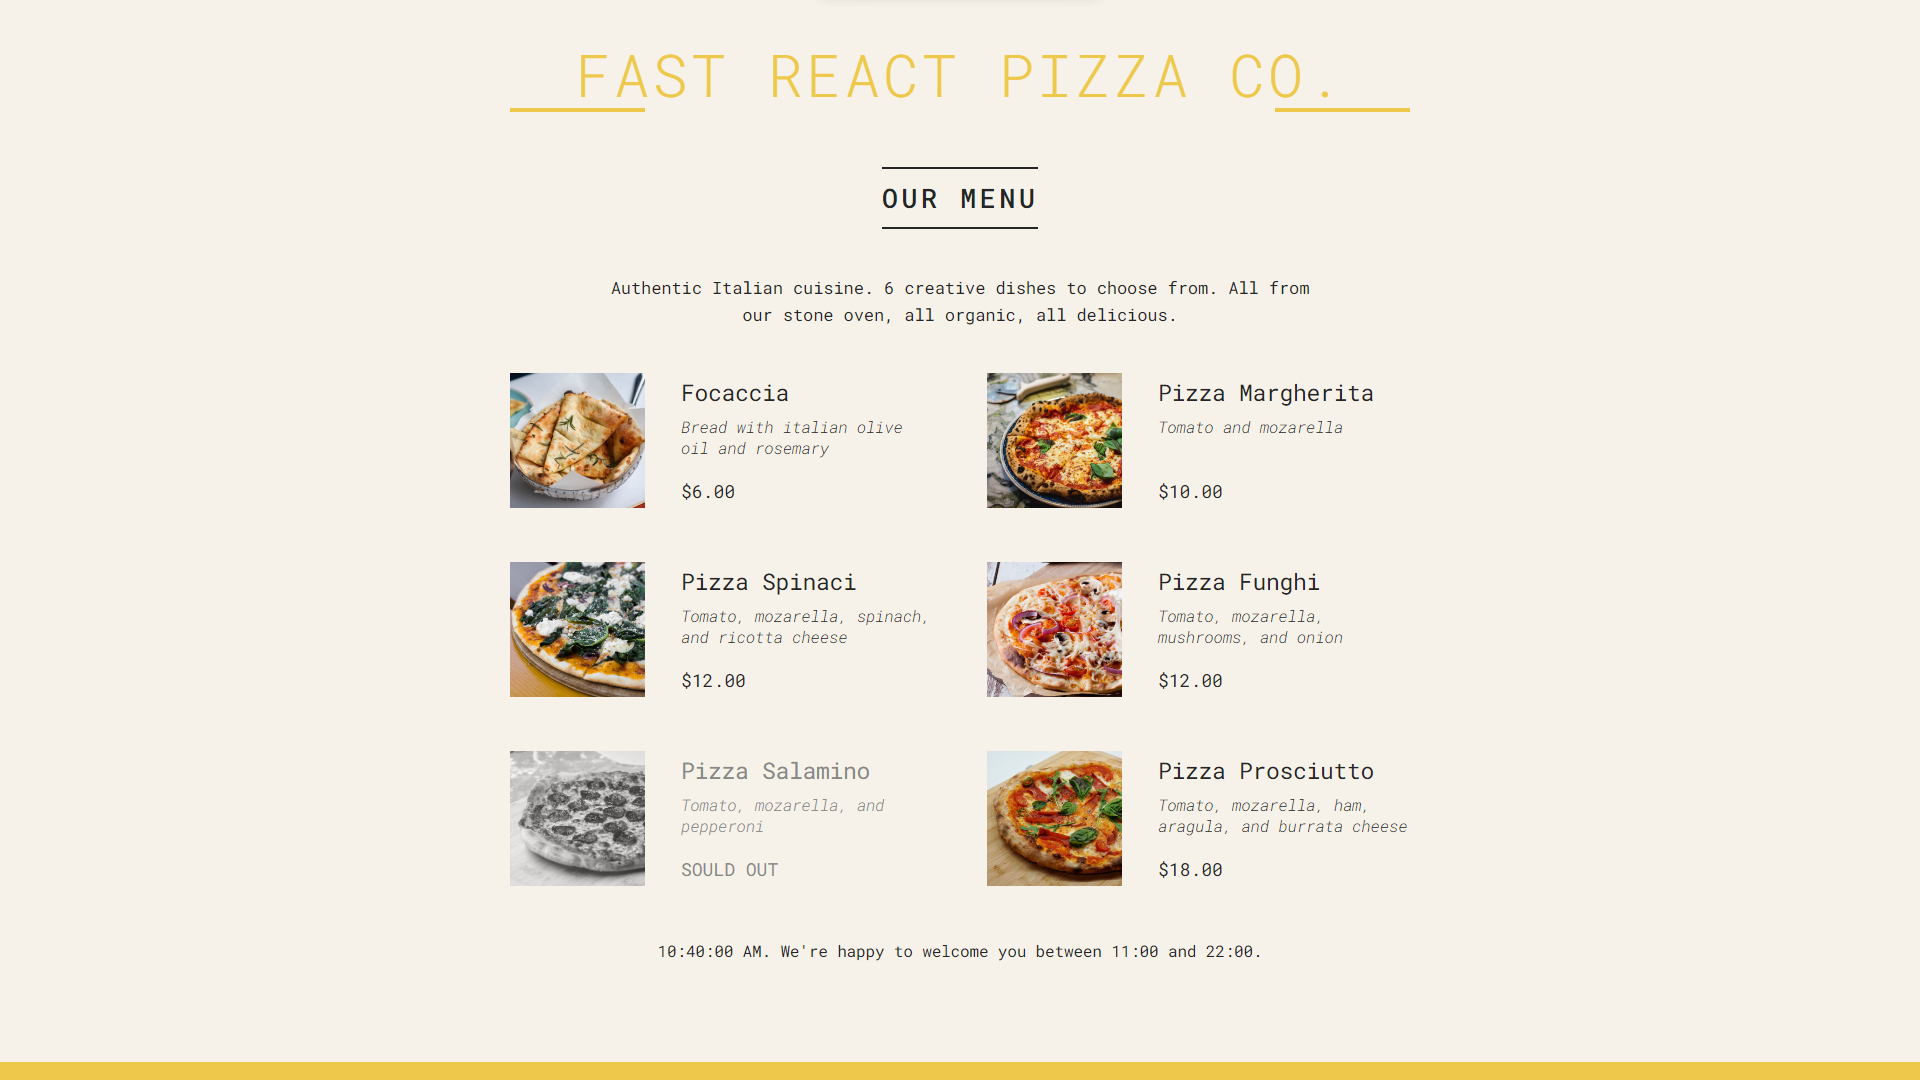 FAST REACT PIZZA CO.
OUR MENU
Authentic Italian cuisine. 6 creative dishes to choose from. All from
our stone oven, all organic, all delicious.
Focaccia
Bread with italian olive
oil and rosemary
$6.00
Pizza Margherita
Tomato and mozarella
$10.00
Pizza Spinaci
Tomato, mozarella, spinach,
and ricotta cheese
$12.00
Pizza Funghi
Tomato, mozarella,
mushrooms, and onion
$12.00
Pizza Salamino
Tomato, mozarella, and
pepperoni
SOULD OUT
Pizza Prosciutto
Tomato, mozarella, ham,
aragula, and burrata cheese
$18.00
10:40:00 AM. We're happy to welcome you between 11:00 and 22:00.